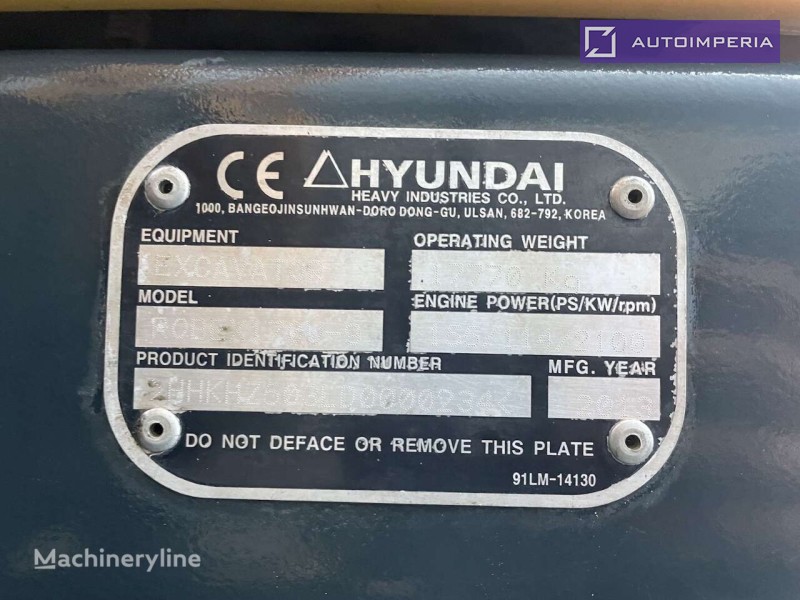 AUTOIMPERIA
CE HYUNDAI
HEAVY INDUSTRIES CO., LTD.
1000, BANGEOJINSUNHWAN-DORO DONG-GU, ULSAN, 682-792, KOREA
EQUIPMENT OPERATING WEIGHT
EXCAVATOR
MODEL ENGINE POWER(PS/KW/rpm)
PRODUCT IDENTIFICATION NUMBER MFG. YEAR
DO NOT DEFACE OR REMOVE THIS PLATE
91LM-14130
Machineryline